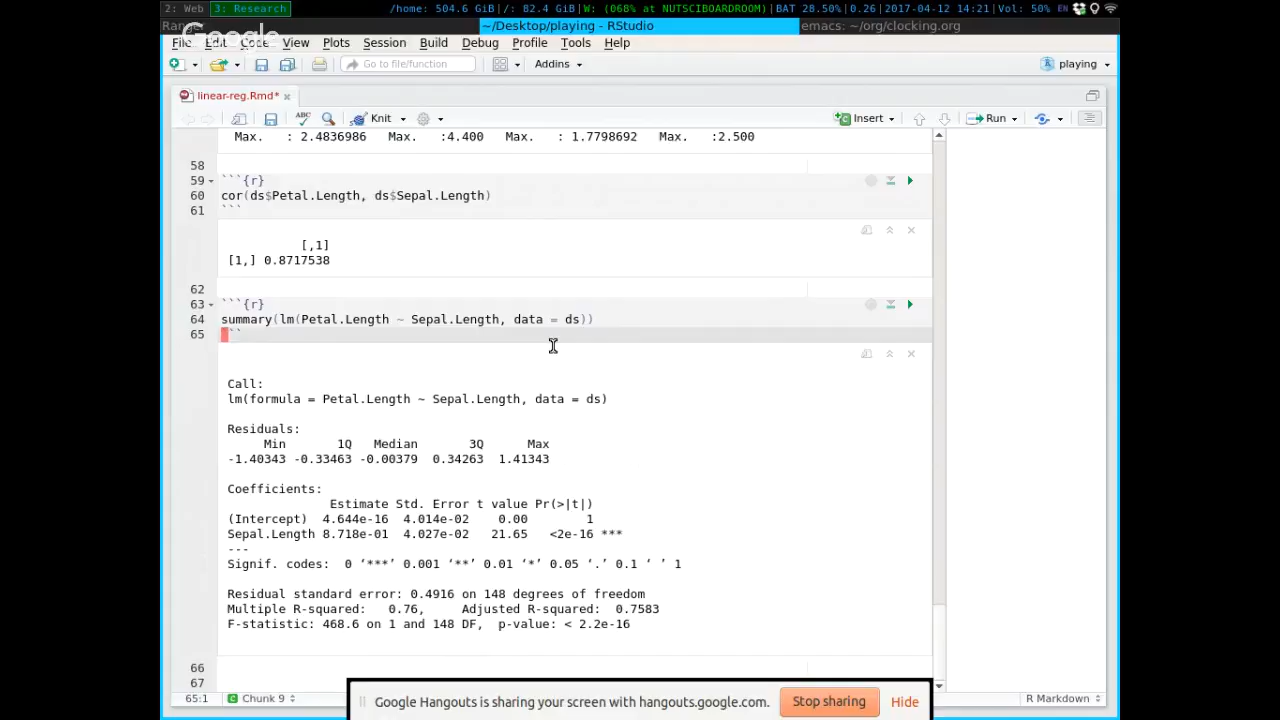 2: Web 3: Research /home: 504.6 GiB|/: 82.4 GiB|W: (068% at NUTSCIBOARDROOM)|BAT 28.50%|0.26|2017-04-12 14:21|Vol: 50% EN
~/Desktop/playing - RStudio emacs: ~/org/clocking.org
Google
File Edit Code View Plots Session Build Debug Profile Tools Help
Go to file/function Addins playing
linear-reg.Rmd* ×
ABC Knit Insert Run
Max. : 2.4836986 Max. :4.400 Max. : 1.7798692 Max. :2.500
58
59 ```{r}
60 cor(ds$Petal.Length, ds$Sepal.Length)
61 ```
[,1]
[1,] 0.8717538
62
63 ```{r}
64 summary(lm(Petal.Length ~ Sepal.Length, data = ds))
65 ```
Call:
lm(formula = Petal.Length ~ Sepal.Length, data = ds)
Residuals:
Min 1Q Median 3Q Max
-1.40343 -0.33463 -0.00379 0.34263 1.41343
Coefficients:
Estimate Std. Error t value Pr(>|t|)
(Intercept) 4.644e-16 4.014e-02 0.00 1
Sepal.Length 8.718e-01 4.027e-02 21.65 <2e-16 ***
---
Signif. codes: 0 ‘***’ 0.001 ‘**’ 0.01 ‘*’ 0.05 ‘.’ 0.1 ‘ ’ 1
Residual standard error: 0.4916 on 148 degrees of freedom
Multiple R-squared: 0.76, Adjusted R-squared: 0.7583
F-statistic: 468.6 on 1 and 148 DF, p-value: < 2.2e-16
66
67
65:1 Chunk 9 R Markdown
Google Hangouts is sharing your screen with hangouts.google.com. Stop sharing Hide